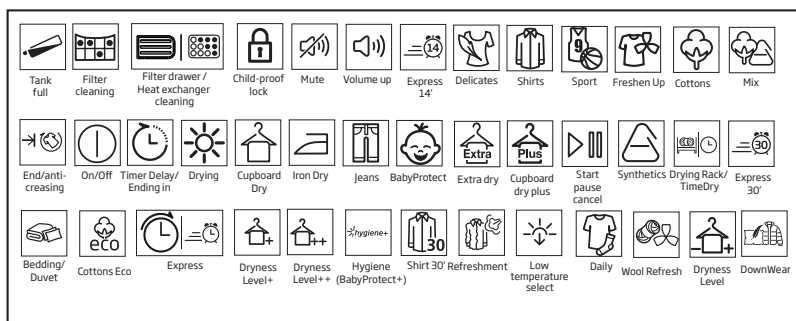 14
9
Tank full
Filter cleaning
Filter drawer / Heat exchanger cleaning
Child-proof lock
Mute
Volume up
Express 14'
Delicates
Shirts
Sport
Freshen Up
Cottons
Mix
Extra
Plus
30
End/anti-creasing
On/Off
Timer Delay/ Ending in
Drying
Cupboard Dry
Iron Dry
Jeans
BabyProtect
Extra dry
Cupboard dry plus
Start pause cancel
Synthetics
Drying Rack/ TimeDry
Express 30'
eco
+
++
hygiene+
30
- +
Bedding/ Duvet
Cottons Eco
Express
Dryness Level+
Dryness Level++
Hygiene (BabyProtect+)
Shirt 30'
Refreshment
Low temperature select
Daily
Wool Refresh
Dryness Level
DownWear